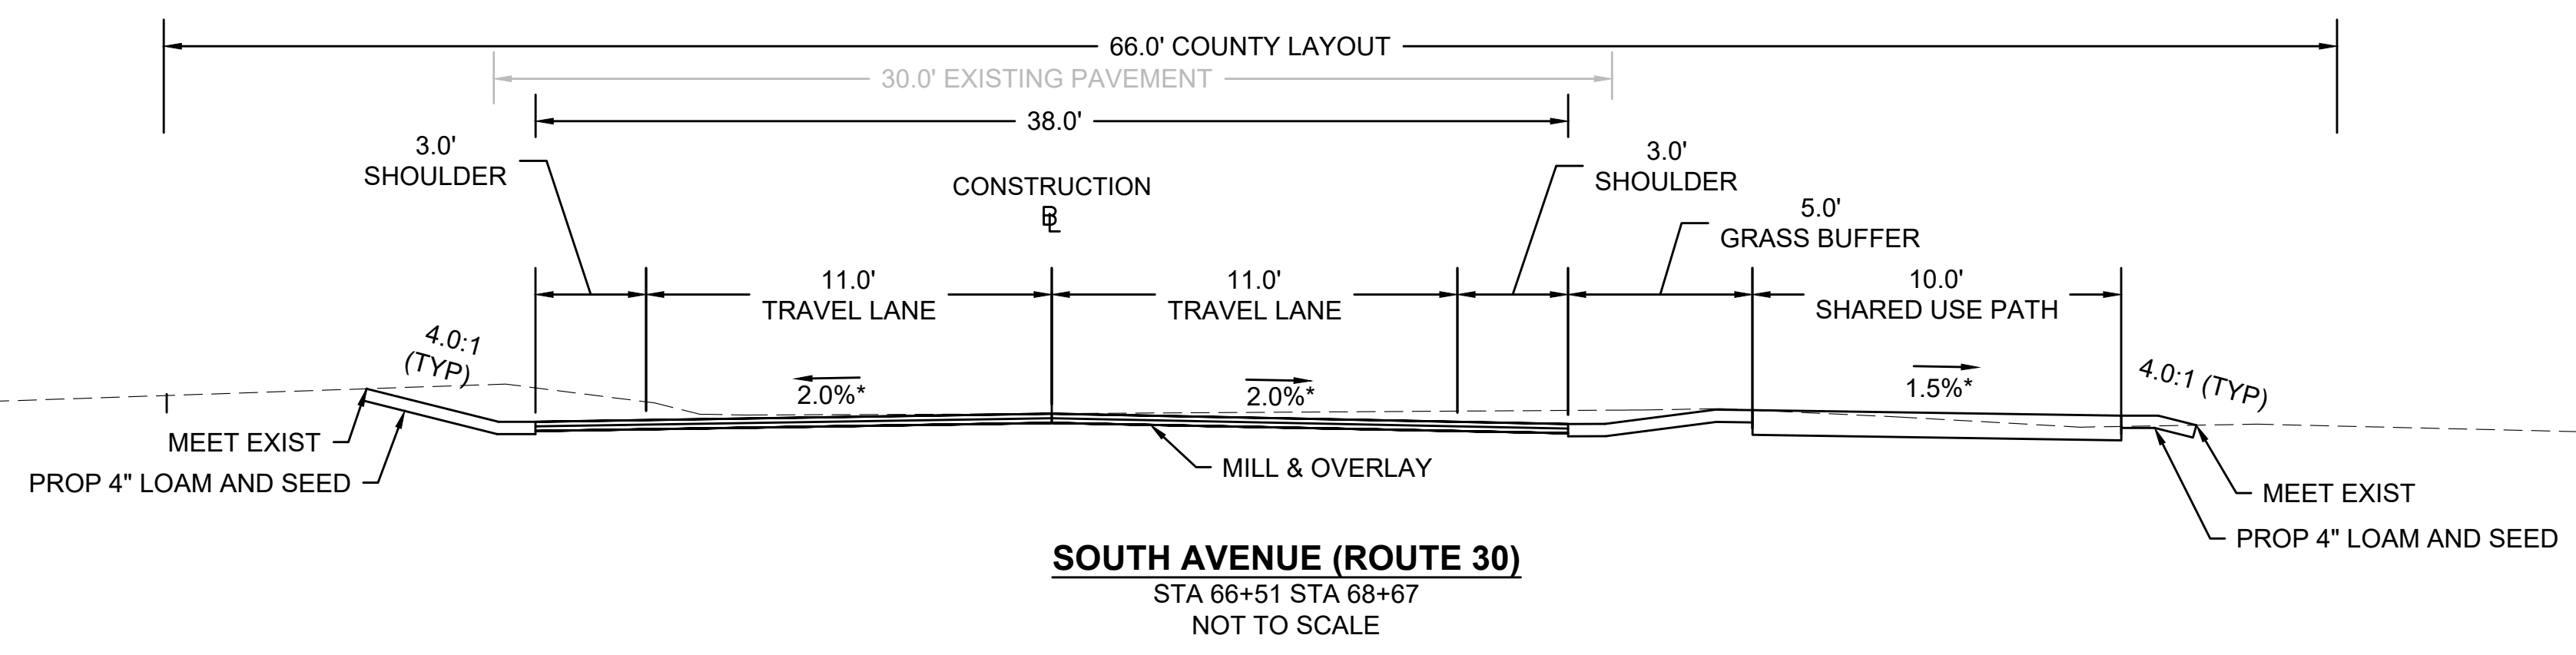 66.0' COUNTY LAYOUT
30.0' EXISTING PAVEMENT
38.0'
3.0'
SHOULDER
CONSTRUCTION
BL
3.0'
SHOULDER
5.0'
GRASS BUFFER
11.0'
TRAVEL LANE
11.0'
TRAVEL LANE
10.0'
SHARED USE PATH
4.0:1
(TYP)
2.0%*
2.0%*
1.5%*
4.0:1 (TYP)
MEET EXIST
PROP 4" LOAM AND SEED
MILL & OVERLAY
MEET EXIST
PROP 4" LOAM AND SEED
SOUTH AVENUE (ROUTE 30)
STA 66+51 STA 68+67
NOT TO SCALE